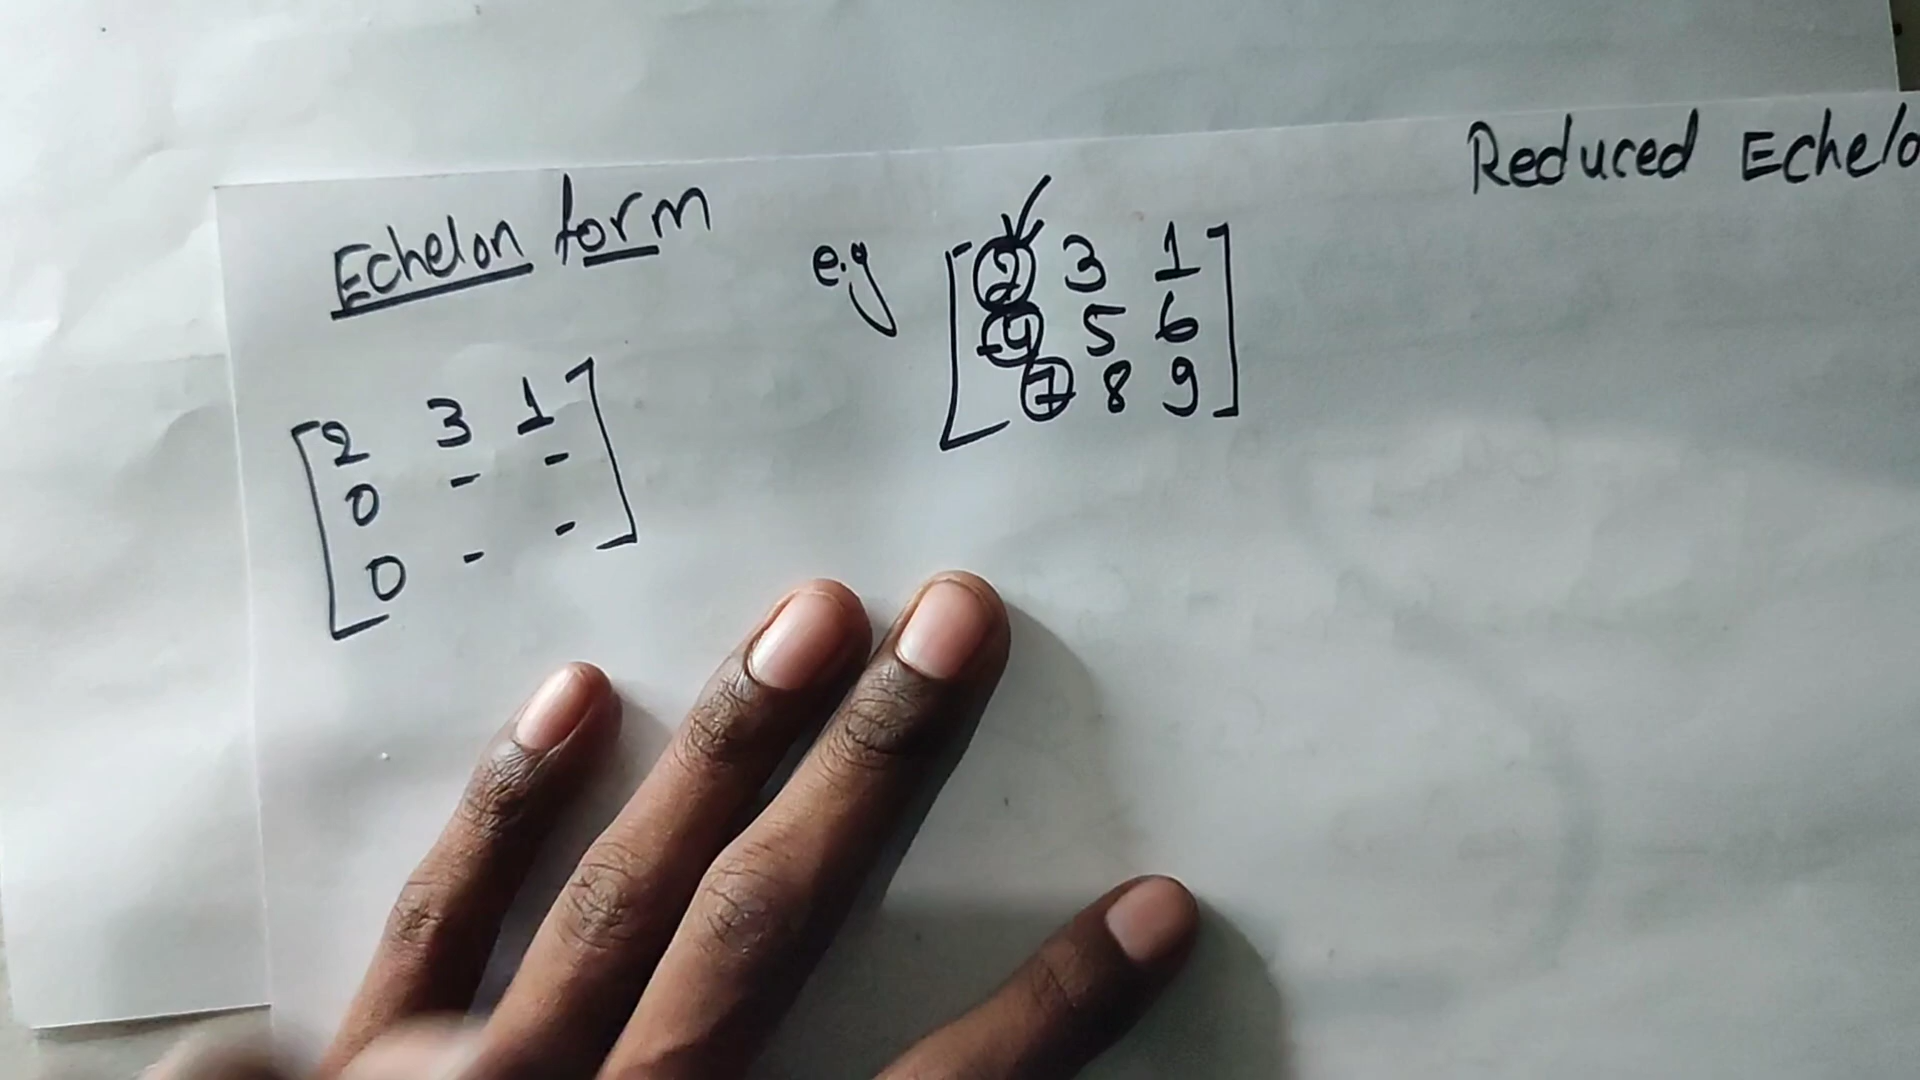 Reduced Echelo
Echelon form
e.g
2 3 1
4 5 6
7 8 9
2 3 1
0 - -
0 - -